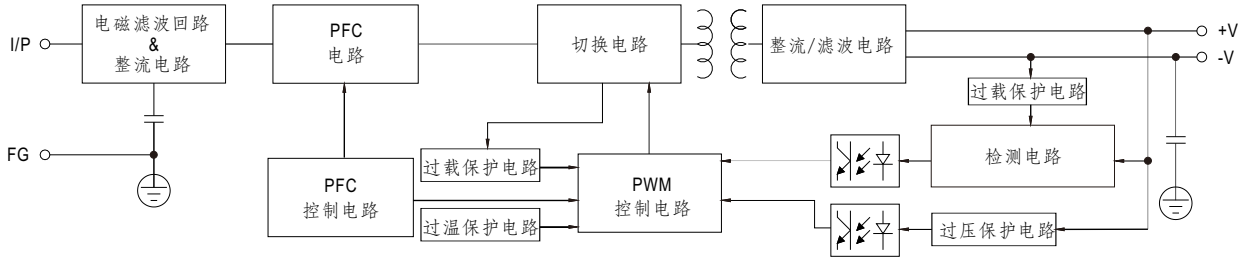 I/P
电磁滤波回路
&
整流电路
PFC
电路
切换电路
整流/滤波电路
+V
-V
过载保护电路
FG
PFC
控制电路
过载保护电路
过温保护电路
PWM
控制电路
检测电路
过压保护电路